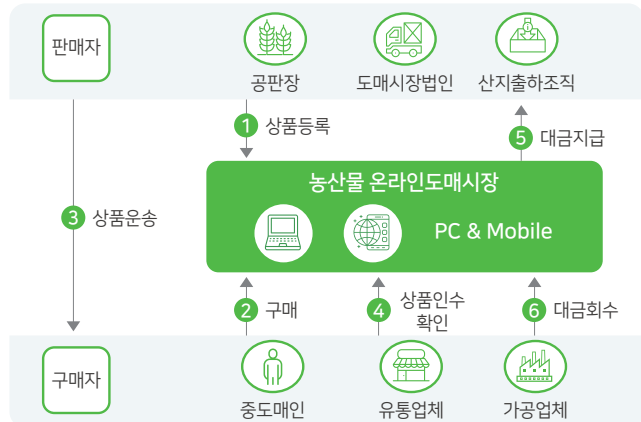 판매자
공판장
도매시장법인
산지출하조직
1 상품등록
5 대금지급
농산물 온라인도매시장
PC & Mobile
3 상품운송
2 구매
4 상품인수
확인
6 대금회수
구매자
중도매인
유통업체
가공업체